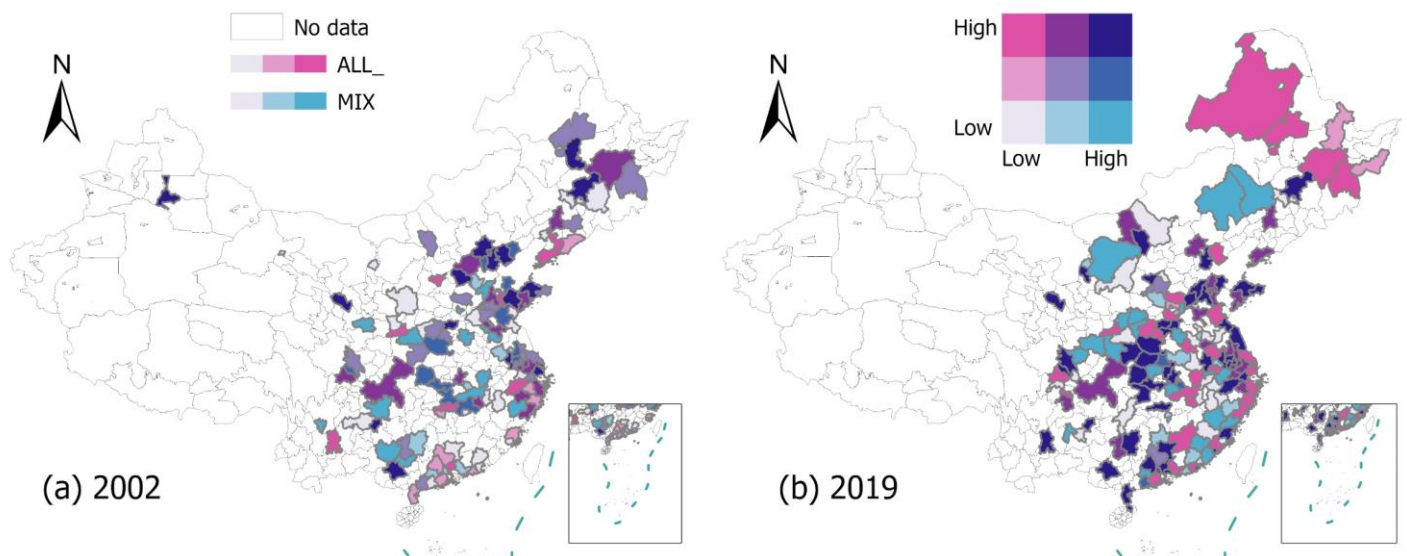 No data
ALL_
MIX
N
(a) 2002
High
Low
Low High
N
(b) 2019